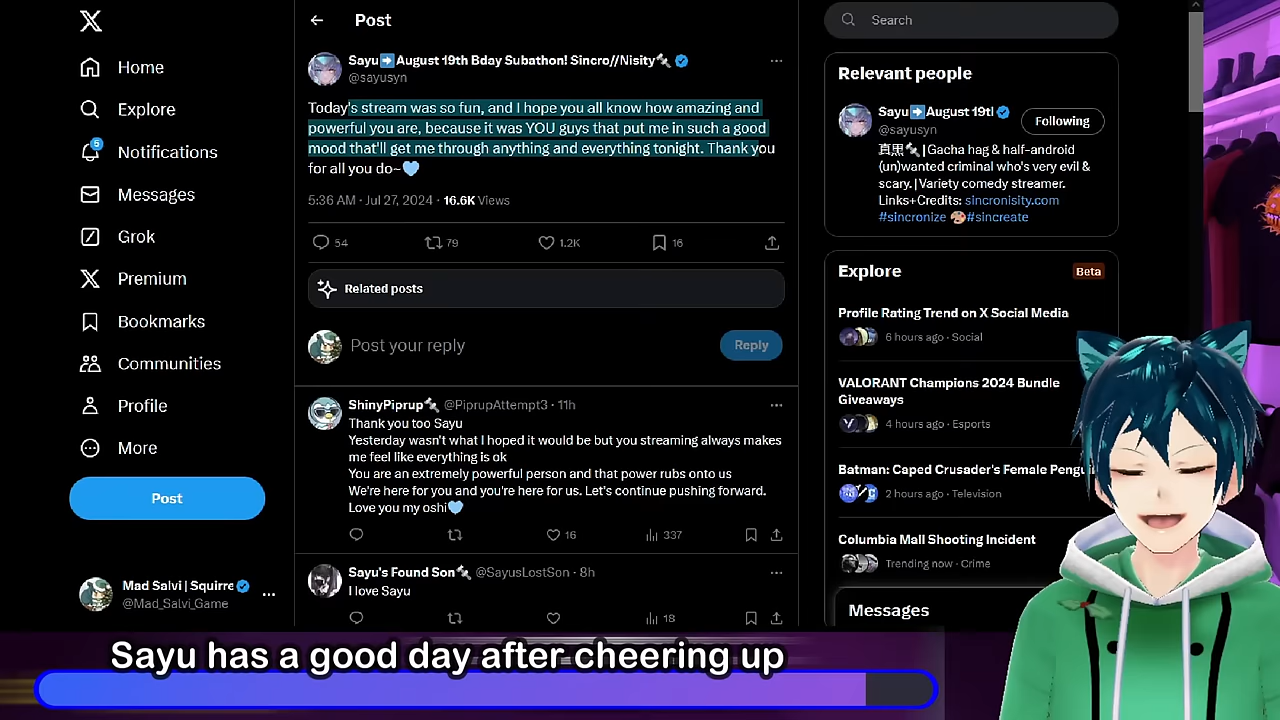 Home
Explore
6
Notifications
Messages
Grok
Premium
Bookmarks
Communities
Profile
More
Post
Mad Salvi | Squirre
@Mad_Salvi_Game
Post
Sayu➡️August 19th Bday Subathon! Sincro//Nisity🔩
@sayusyn
Today's stream was so fun, and I hope you all know how amazing and
powerful you are, because it was YOU guys that put me in such a good
mood that'll get me through anything and everything tonight. Thank you
for all you do~🩵
5:36 AM · Jul 27, 2024 · 16.6K Views
54 79 1.2K 16
Related posts
Post your reply
Reply
ShinyPiprup🔩 @PiprupAttempt3 · 11h
Thank you too Sayu
Yesterday wasn't what I hoped it would be but you streaming always makes
me feel like everything is ok
You are an extremely powerful person and that power rubs onto us
We're here for you and you're here for us. Let's continue pushing forward.
Love you my oshi🩵
16 337
Sayu's Found Son🔩 @SayusLostSon · 8h
I love Sayu
18
Search
Relevant people
Sayu➡️August 19tl
@sayusyn
Following
真黒🔩|Gacha hag & half-android
(un)wanted criminal who's very evil &
scary.|Variety comedy streamer.
Links+Credits: sincronisity.com
#sincronize 🎨#sincreate
Explore
Beta
Profile Rating Trend on X Social Media
6 hours ago · Social
VALORANT Champions 2024 Bundle
Giveaways
4 hours ago · Esports
Batman: Caped Crusader's Female Pengu
2 hours ago · Television
Columbia Mall Shooting Incident
Trending now · Crime
Messages
Sayu has a good day after cheering up